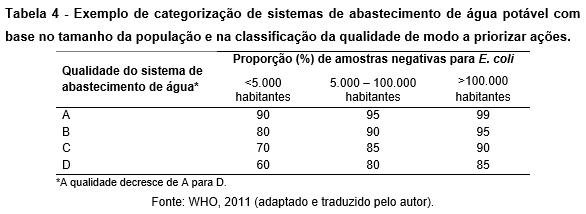 Tabela 4 - Exemplo de categorização de sistemas de abastecimento de água potável com
base no tamanho da população e na classificação da qualidade de modo a priorizar ações.
Qualidade do sistema de abastecimento de água* Proporção (%) de amostras negativas para E. coli
<5.000 habitantes 5.000 – 100.000 habitantes >100.000 habitantes
A 90 95 99
B 80 90 95
C 70 85 90
D 60 80 85
*A qualidade decresce de A para D.
Fonte: WHO, 2011 (adaptado e traduzido pelo autor).